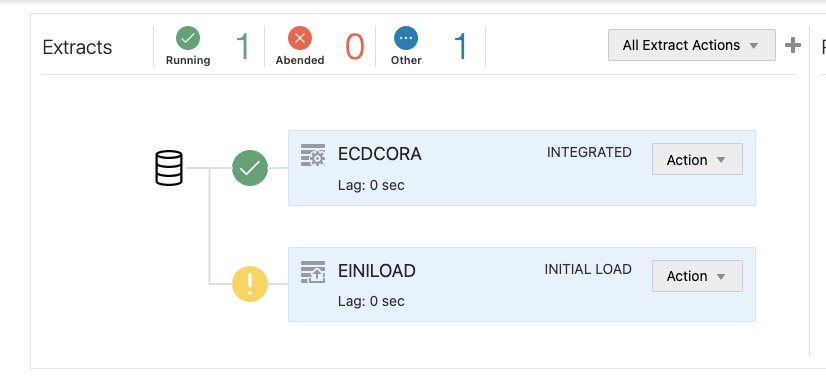 Extracts
Running
1
Abended
0
Other
1
All Extract Actions
ECDCORA
INTEGRATED
Action
Lag: 0 sec
EINILOAD
INITIAL LOAD
Action
Lag: 0 sec